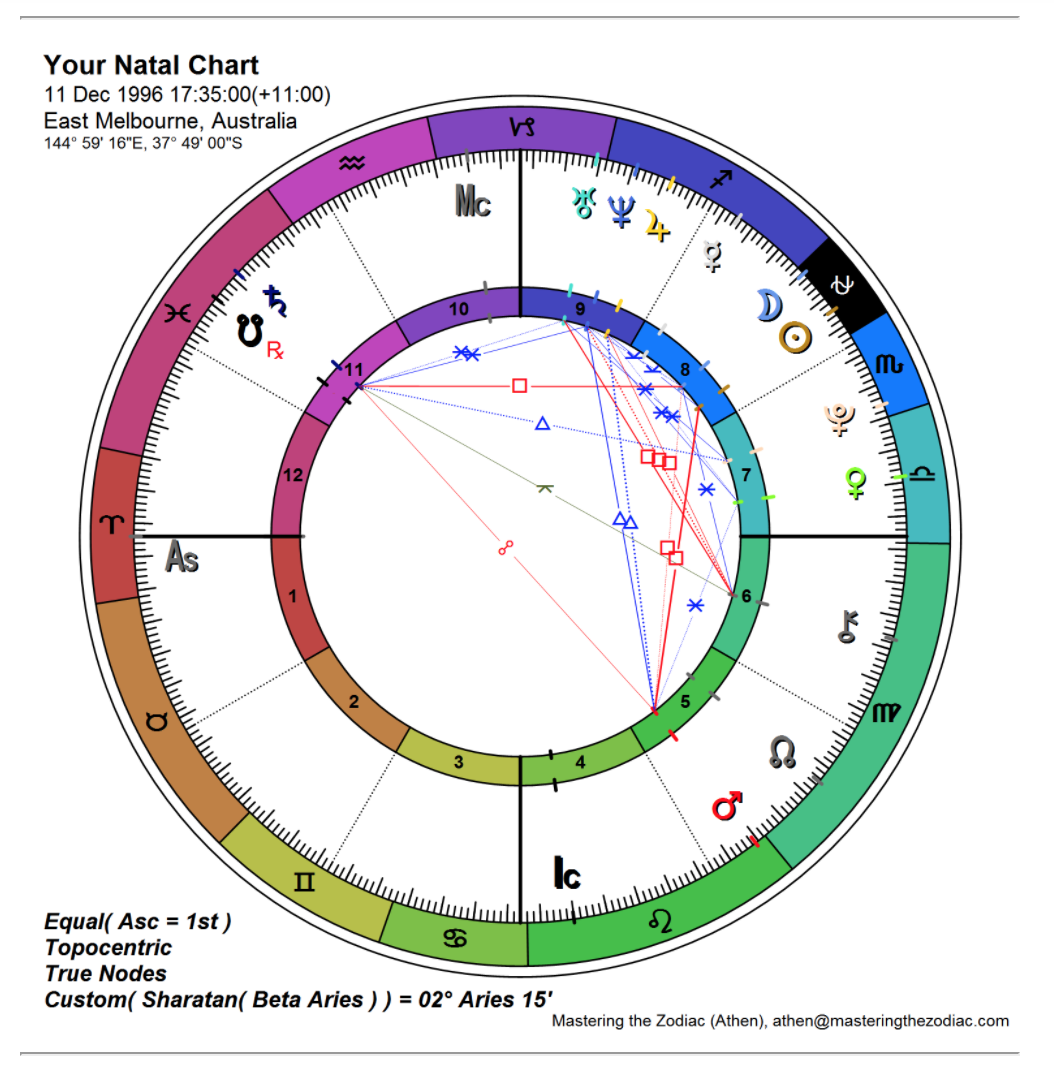 Your Natal Chart
11 Dec 1996 17:35:00(+11:00)
East Melbourne, Australia
144° 59' 16"E, 37° 49' 00"S
♑
♒
♐
Mc
♅ ♆ ♃
☿
⛎
♓
♄
☽
☋
☉
℞
10
9
♏
11
8
♇
12
7
♀
♎
♈
As
1
6
⚷
2
5
♉
3
4
♍
☊
♂
Ic
♊
♌
♋
Equal( Asc = 1st )
Topocentric
True Nodes
Custom( Sharatan( Beta Aries ) ) = 02° Aries 15'
Mastering the Zodiac (Athen), athen@masteringthezodiac.com